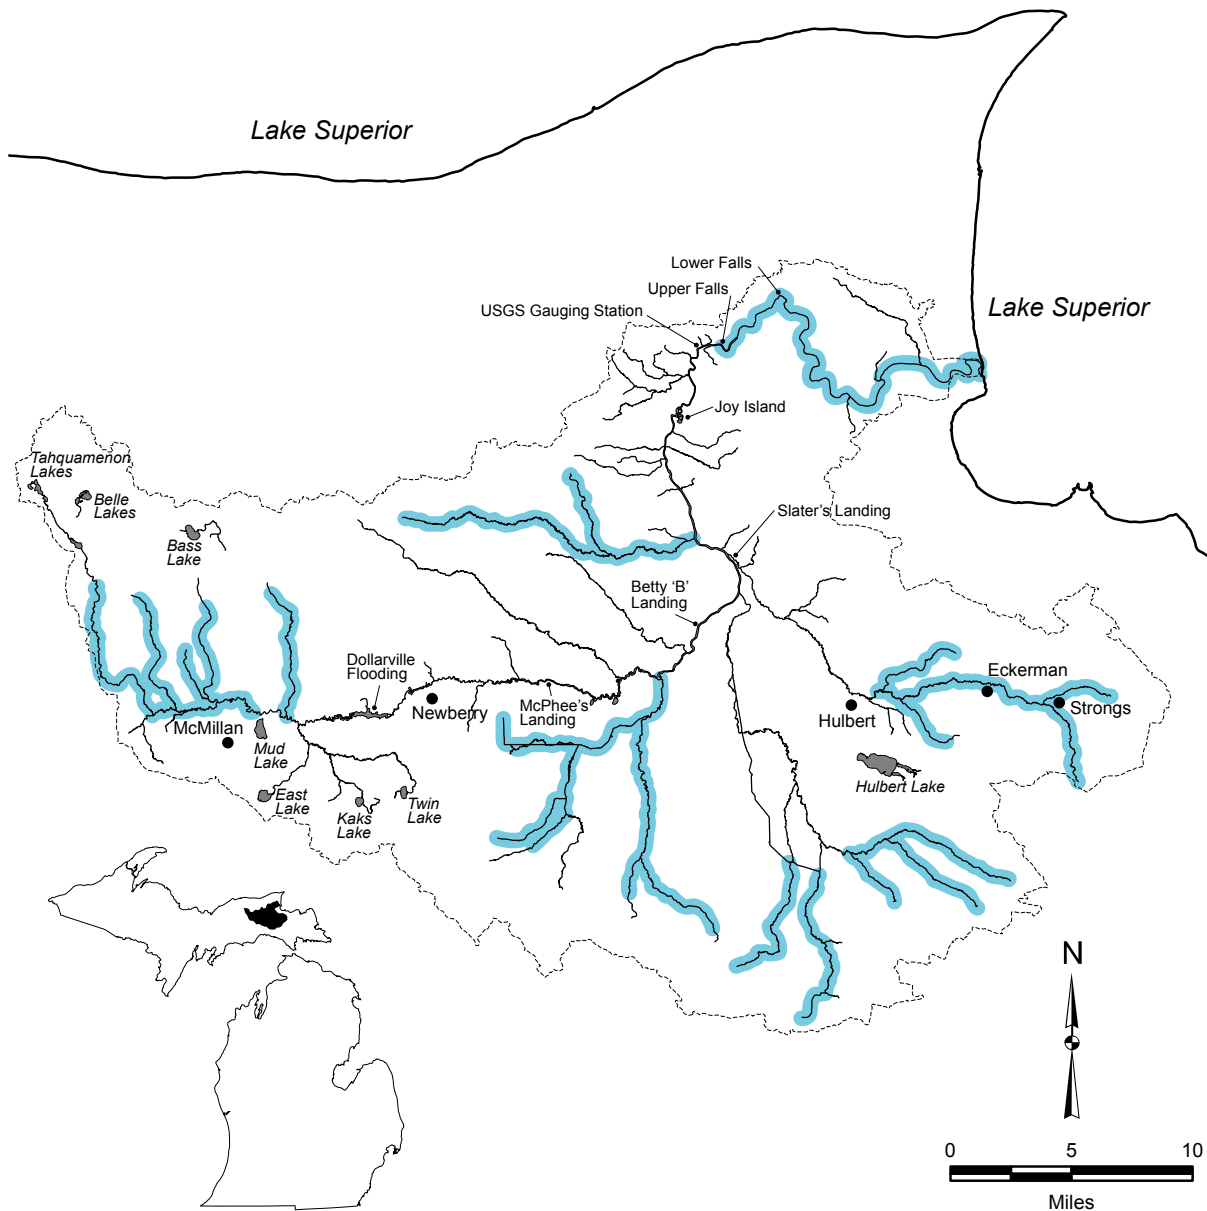 Lake Superior
Lower Falls
Upper Falls
USGS Gauging Station
Lake Superior
Joy Island
Tahquamenon
Lakes
Belle
Lakes
Bass
Lake
Slater's Landing
Betty 'B'
Landing
Dollarville
Flooding
Newberry
McPhee's
Landing
McMillan
Mud
Lake
East
Lake
Kaks
Lake
Twin
Lake
Eckerman
Strongs
Hulbert
Hulbert Lake
N
0 5 10
Miles